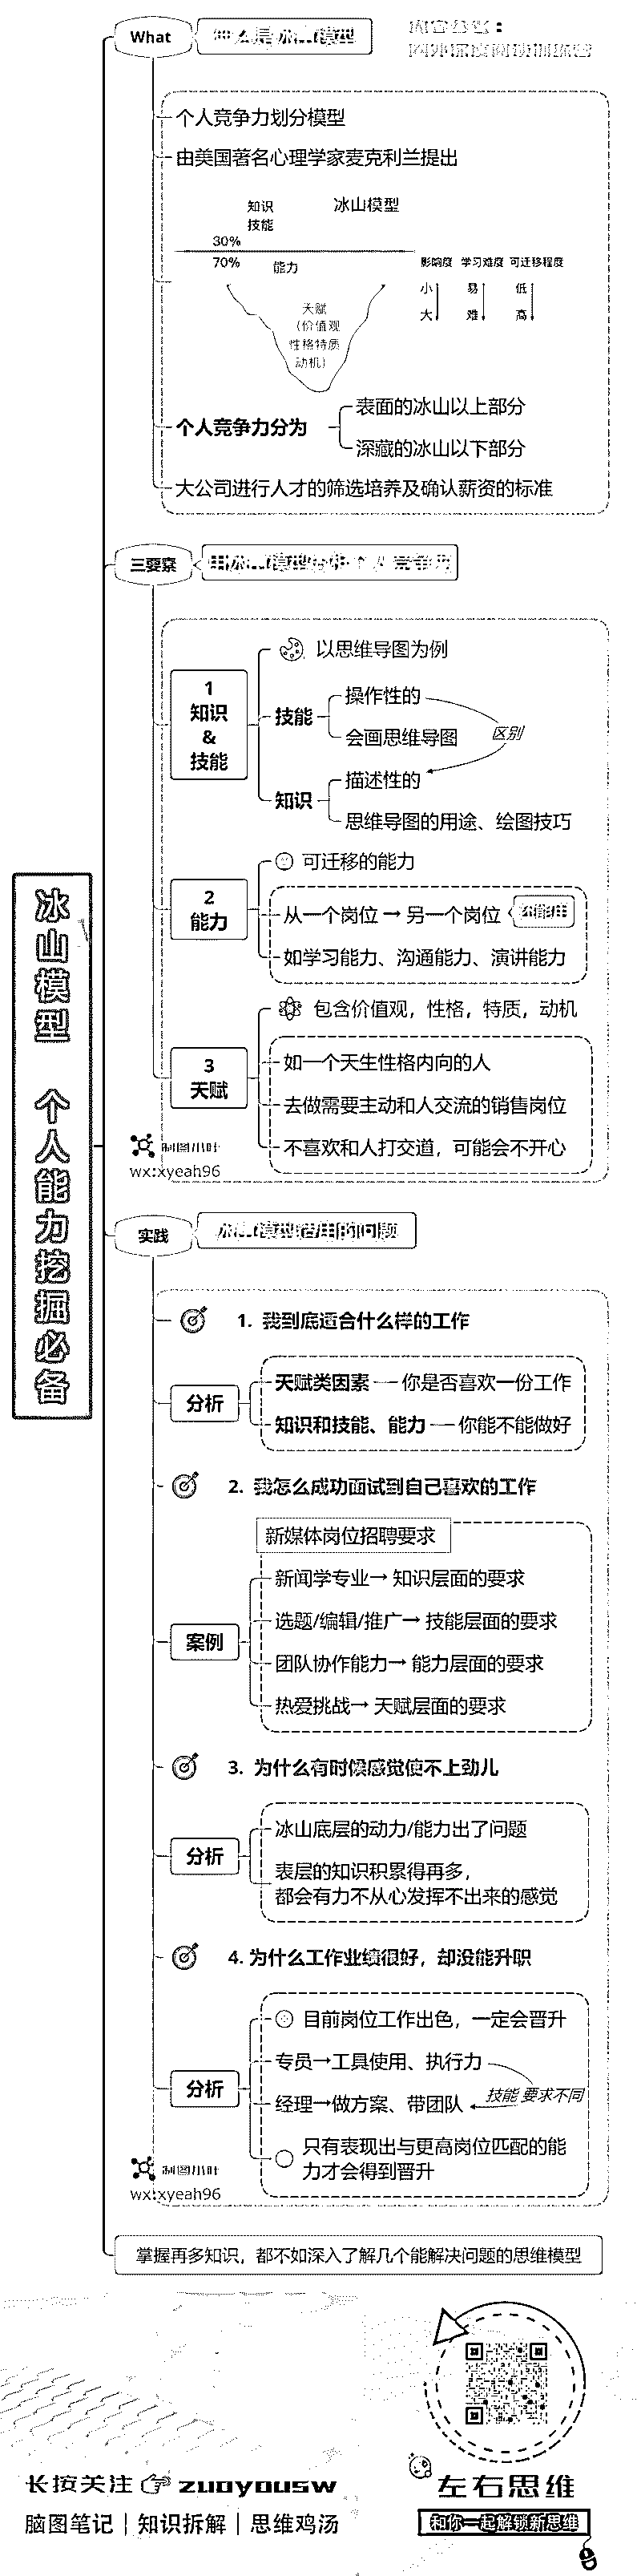 What
什么是冰山模型
个人竞争力划分模型
由美国著名心理学家麦克利兰提出
知识
技能
冰山模型
30%
70%
能力
影响度 学习难度 可迁移程度
小 易 低
大 难 高
天赋
(价值观
性格特质
动机)
个人竞争力分为
表面的冰山以上部分
深藏的冰山以下部分
大公司进行人才的筛选培养及确认薪资的标准
三要素
用冰山模型分析个人竞争力
1
知识
&
技能
以思维导图为例
技能
操作性的
会画思维导图
区别
知识
描述性的
思维导图的用途、绘图技巧
2
能力
可迁移的能力
从一个岗位→另一个岗位
如学习能力、沟通能力、演讲能力
3
天赋
包含价值观，性格，特质，动机
如一个天生性格内向的人
去做需要主动和人交流的销售岗位
不喜欢和人打交道，可能会不开心
制图小叶
wx:xyeah96
冰山模型 个人能力挖掘必备
实践
冰山模型常用的问题
1. 我到底适合什么样的工作
分析
天赋类因素 — 你是否喜欢一份工作
知识和技能、能力 — 你能不能做好
2. 我怎么成功面试到自己喜欢的工作
新媒体岗位招聘要求
案例
新闻学专业→ 知识层面的要求
选题/编辑/推广→ 技能层面的要求
团队协作能力→ 能力层面的要求
热爱挑战→ 天赋层面的要求
3. 为什么有时候感觉使不上劲儿
分析
冰山底层的动力/能力出了问题
表层的知识积累得再多，
都会有力不从心发挥不出来的感觉
4. 为什么工作业绩很好，却没能升职
分析
目前岗位工作出色，一定会晋升
专员→工具使用、执行力
经理→做方案、带团队
技能 要求不同
只有表现出与更高岗位匹配的能
力才会得到晋升
制图小叶
wx:xyeah96
掌握再多知识，都不如深入了解几个能解决问题的思维模型
长按关注 zuoyousw
脑图笔记｜知识拆解｜思维鸡汤
左右思维
和你一起解锁新思维